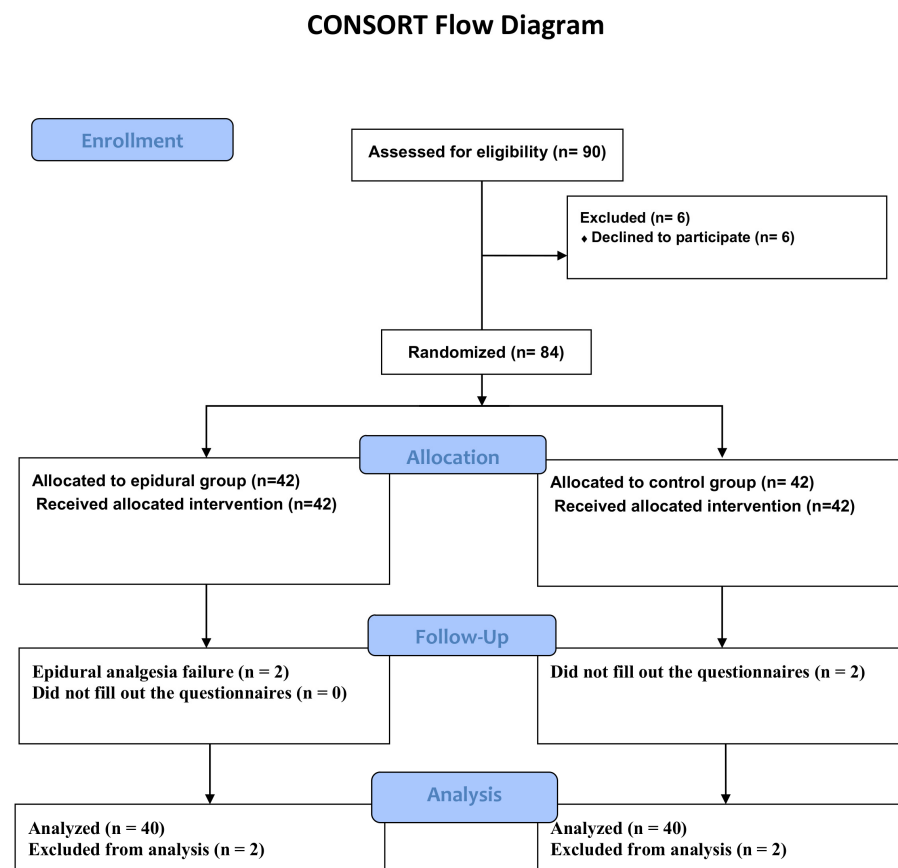 CONSORT Flow Diagram
Enrollment
Assessed for eligibility (n= 90)
Excluded (n= 6)
♦ Declined to participate (n= 6)
Randomized (n= 84)
Allocation
Allocated to epidural group (n=42)
Received allocated intervention (n=42)
Allocated to control group (n= 42)
Received allocated intervention (n=42)
Follow-Up
Epidural analgesia failure (n = 2)
Did not fill out the questionnaires (n = 0)
Did not fill out the questionnaires (n = 2)
Analysis
Analyzed (n = 40)
Excluded from analysis (n = 2)
Analyzed (n = 40)
Excluded from analysis (n = 2)